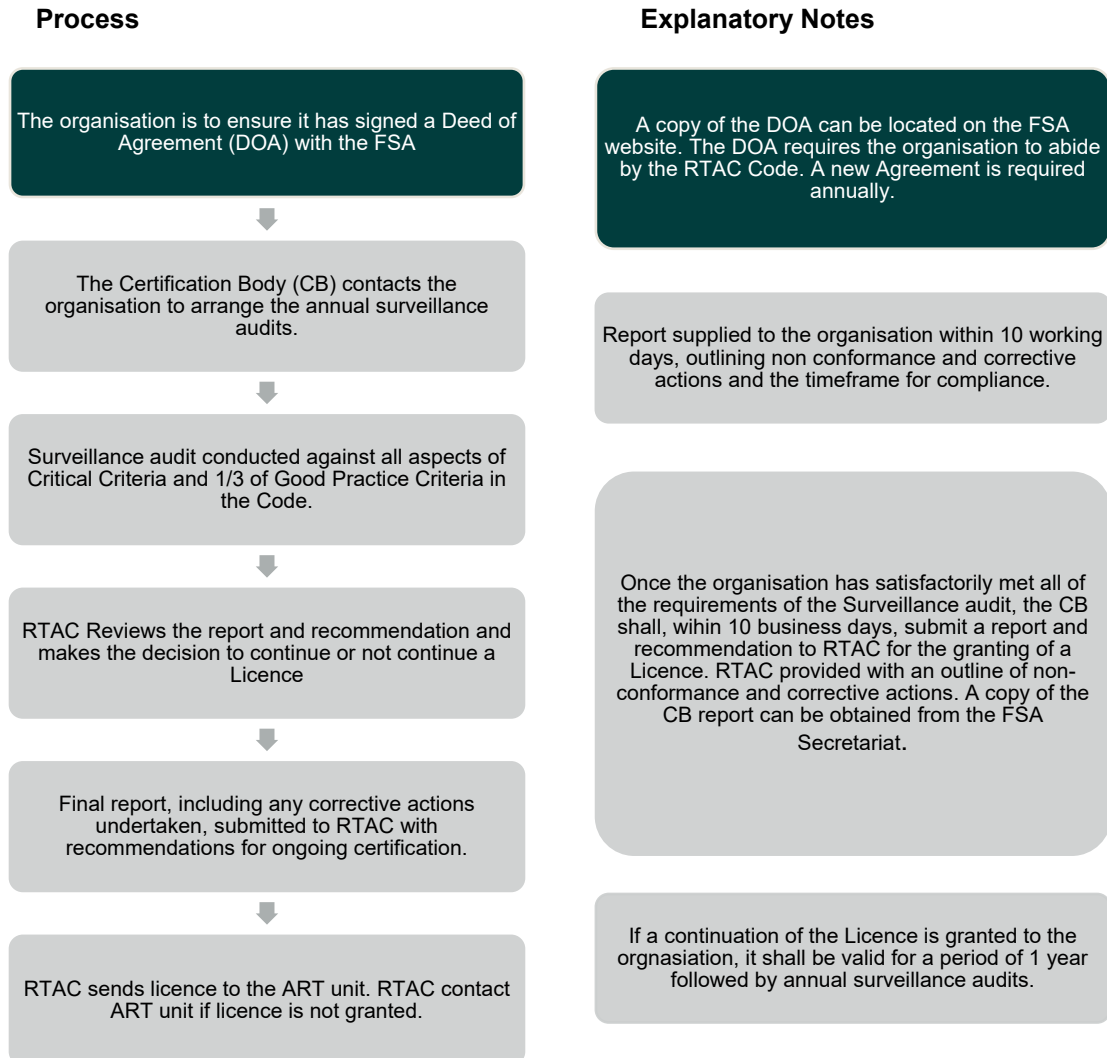 Process
The organisation is to ensure it has signed a Deed of
Agreement (DOA) with the FSA
The Certification Body (CB) contacts the
organisation to arrange the annual surveillance
audits.
Surveillance audit conducted against all aspects of
Critical Criteria and 1/3 of Good Practice Criteria in
the Code.
RTAC Reviews the report and recommendation and
makes the decision to continue or not continue a
Licence
Final report, including any corrective actions
undertaken, submitted to RTAC with
recommendations for ongoing certification.
RTAC sends licence to the ART unit. RTAC contact
ART unit if licence is not granted.
Explanatory Notes
A copy of the DOA can be located on the FSA
website. The DOA requires the organisation to abide
by the RTAC Code. A new Agreement is required
annually.
Report supplied to the organisation within 10 working
days, outlining non conformance and corrective
actions and the timeframe for compliance.
Once the organisation has satisfactorily met all of
the requirements of the Surveillance audit, the CB
shall, wihin 10 business days, submit a report and
recommendation to RTAC for the granting of a
Licence. RTAC provided with an outline of non-
conformance and corrective actions. A copy of the
CB report can be obtained from the FSA
Secretariat.
If a continuation of the Licence is granted to the
orgnasiation, it shall be valid for a period of 1 year
followed by annual surveillance audits.